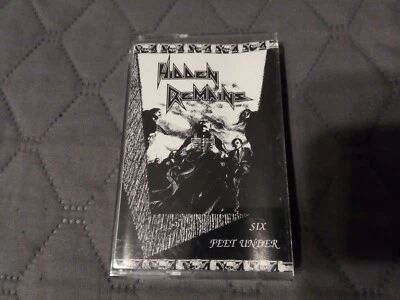 HIDDEN
REMAINS
SIX
FEET UNDER